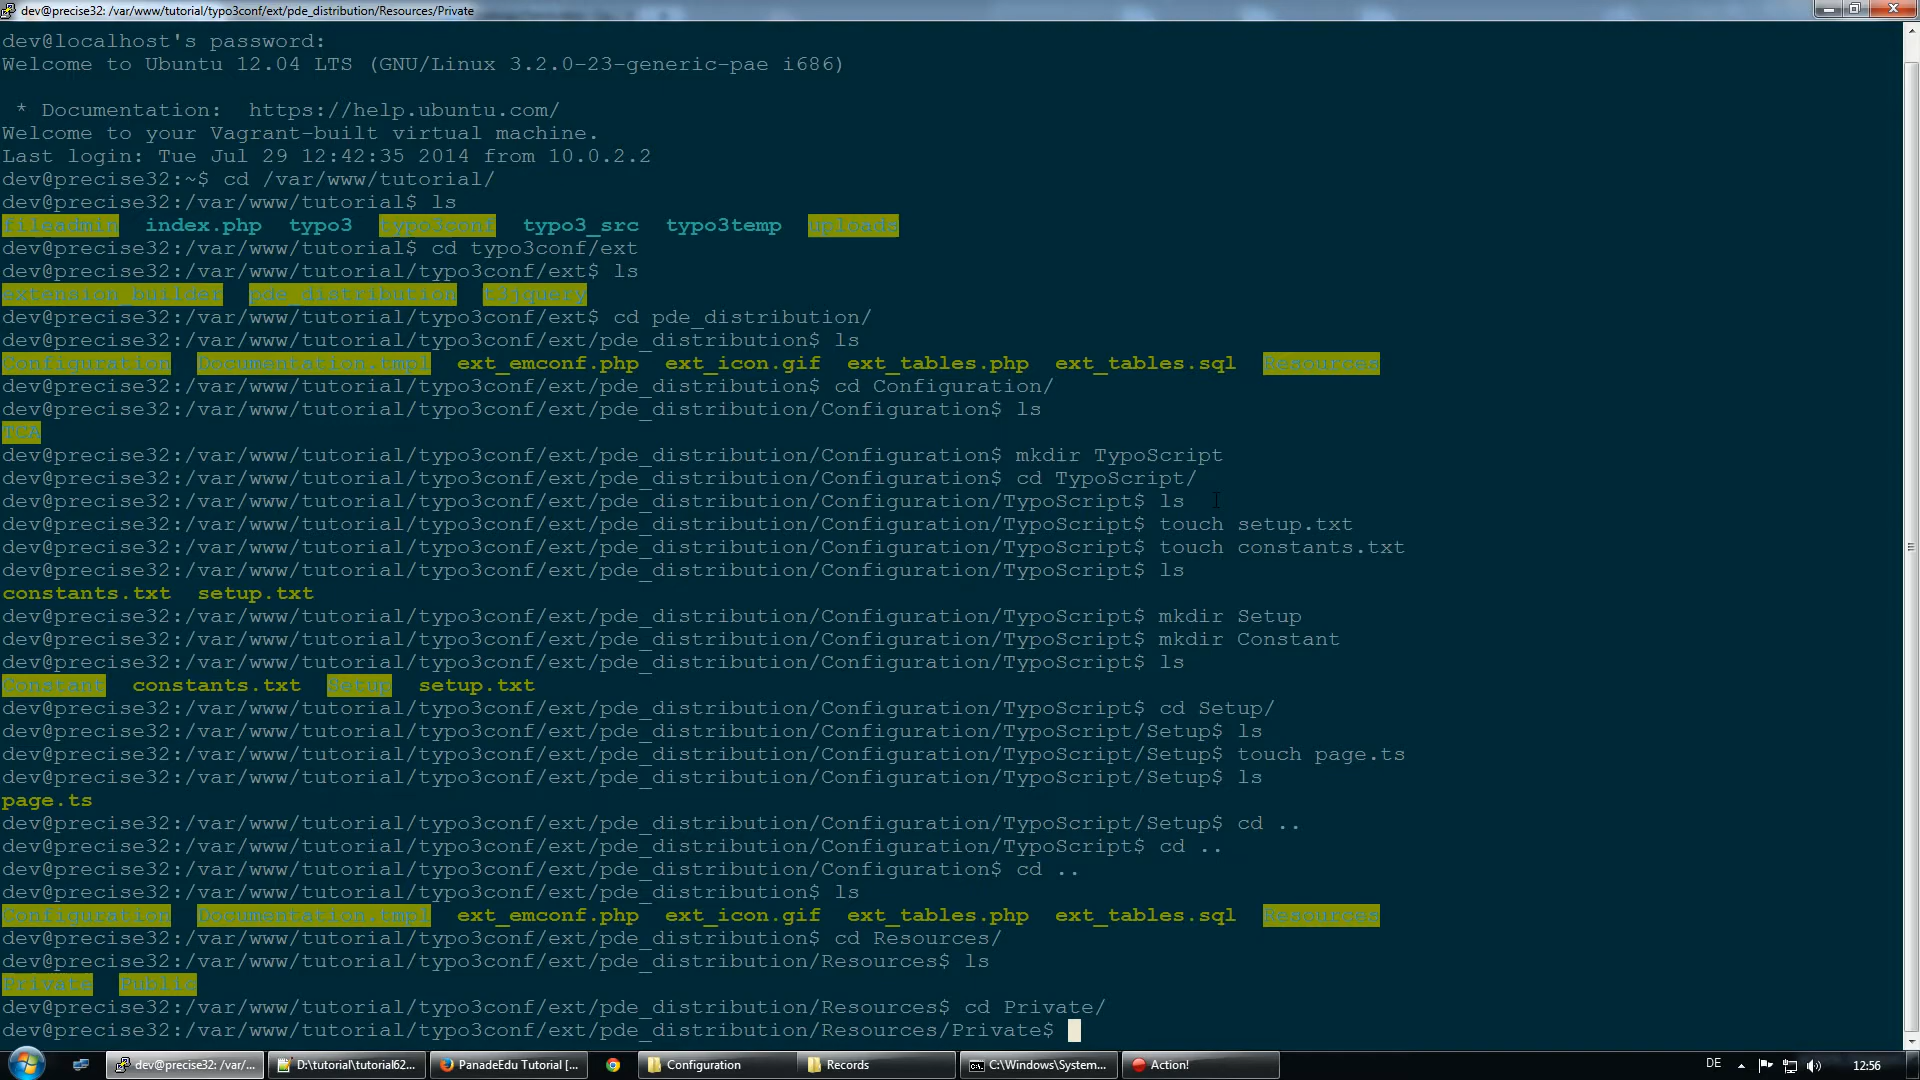 dev@precise32: /var/www/tutorial/typo3conf/ext/pde_distribution/Resources/Private
dev@localhost's password:
Welcome to Ubuntu 12.04 LTS (GNU/Linux 3.2.0-23-generic-pae i686)
* Documentation:  https://help.ubuntu.com/
Welcome to your Vagrant-built virtual machine.
Last login: Tue Jul 29 12:42:35 2014 from 10.0.2.2
dev@precise32:~$ cd /var/www/tutorial/
dev@precise32:/var/www/tutorial$ ls
fileadmin  index.php  typo3  typo3conf  typo3_src  typo3temp  uploads
dev@precise32:/var/www/tutorial$ cd typo3conf/ext
dev@precise32:/var/www/tutorial/typo3conf/ext$ ls
extension_builder  pde_distribution  t3jquery
dev@precise32:/var/www/tutorial/typo3conf/ext$ cd pde_distribution/
dev@precise32:/var/www/tutorial/typo3conf/ext/pde_distribution$ ls
Configuration  Documentation.tmpl  ext_emconf.php  ext_icon.gif  ext_tables.php  ext_tables.sql  Resources
dev@precise32:/var/www/tutorial/typo3conf/ext/pde_distribution$ cd Configuration/
dev@precise32:/var/www/tutorial/typo3conf/ext/pde_distribution/Configuration$ ls
TCA
dev@precise32:/var/www/tutorial/typo3conf/ext/pde_distribution/Configuration$ mkdir TypoScript
dev@precise32:/var/www/tutorial/typo3conf/ext/pde_distribution/Configuration$ cd TypoScript/
dev@precise32:/var/www/tutorial/typo3conf/ext/pde_distribution/Configuration/TypoScript$ ls
dev@precise32:/var/www/tutorial/typo3conf/ext/pde_distribution/Configuration/TypoScript$ touch setup.txt
dev@precise32:/var/www/tutorial/typo3conf/ext/pde_distribution/Configuration/TypoScript$ touch constants.txt
dev@precise32:/var/www/tutorial/typo3conf/ext/pde_distribution/Configuration/TypoScript$ ls
constants.txt  setup.txt
dev@precise32:/var/www/tutorial/typo3conf/ext/pde_distribution/Configuration/TypoScript$ mkdir Setup
dev@precise32:/var/www/tutorial/typo3conf/ext/pde_distribution/Configuration/TypoScript$ mkdir Constant
dev@precise32:/var/www/tutorial/typo3conf/ext/pde_distribution/Configuration/TypoScript$ ls
Constant  constants.txt  Setup  setup.txt
dev@precise32:/var/www/tutorial/typo3conf/ext/pde_distribution/Configuration/TypoScript$ cd Setup/
dev@precise32:/var/www/tutorial/typo3conf/ext/pde_distribution/Configuration/TypoScript/Setup$ ls
dev@precise32:/var/www/tutorial/typo3conf/ext/pde_distribution/Configuration/TypoScript/Setup$ touch page.ts
dev@precise32:/var/www/tutorial/typo3conf/ext/pde_distribution/Configuration/TypoScript/Setup$ ls
page.ts
dev@precise32:/var/www/tutorial/typo3conf/ext/pde_distribution/Configuration/TypoScript/Setup$ cd ..
dev@precise32:/var/www/tutorial/typo3conf/ext/pde_distribution/Configuration/TypoScript$ cd ..
dev@precise32:/var/www/tutorial/typo3conf/ext/pde_distribution/Configuration$ cd ..
dev@precise32:/var/www/tutorial/typo3conf/ext/pde_distribution$ ls
Configuration  Documentation.tmpl  ext_emconf.php  ext_icon.gif  ext_tables.php  ext_tables.sql  Resources
dev@precise32:/var/www/tutorial/typo3conf/ext/pde_distribution$ cd Resources/
dev@precise32:/var/www/tutorial/typo3conf/ext/pde_distribution/Resources$ ls
Private  Public
dev@precise32:/var/www/tutorial/typo3conf/ext/pde_distribution/Resources$ cd Private/
dev@precise32:/var/www/tutorial/typo3conf/ext/pde_distribution/Resources/Private$
dev@precise32: /var/...  D:\tutorial\tutorial62...  PanadeEdu Tutorial [...  Configuration  Records  C:\Windows\System...  Action!  DE  12:56